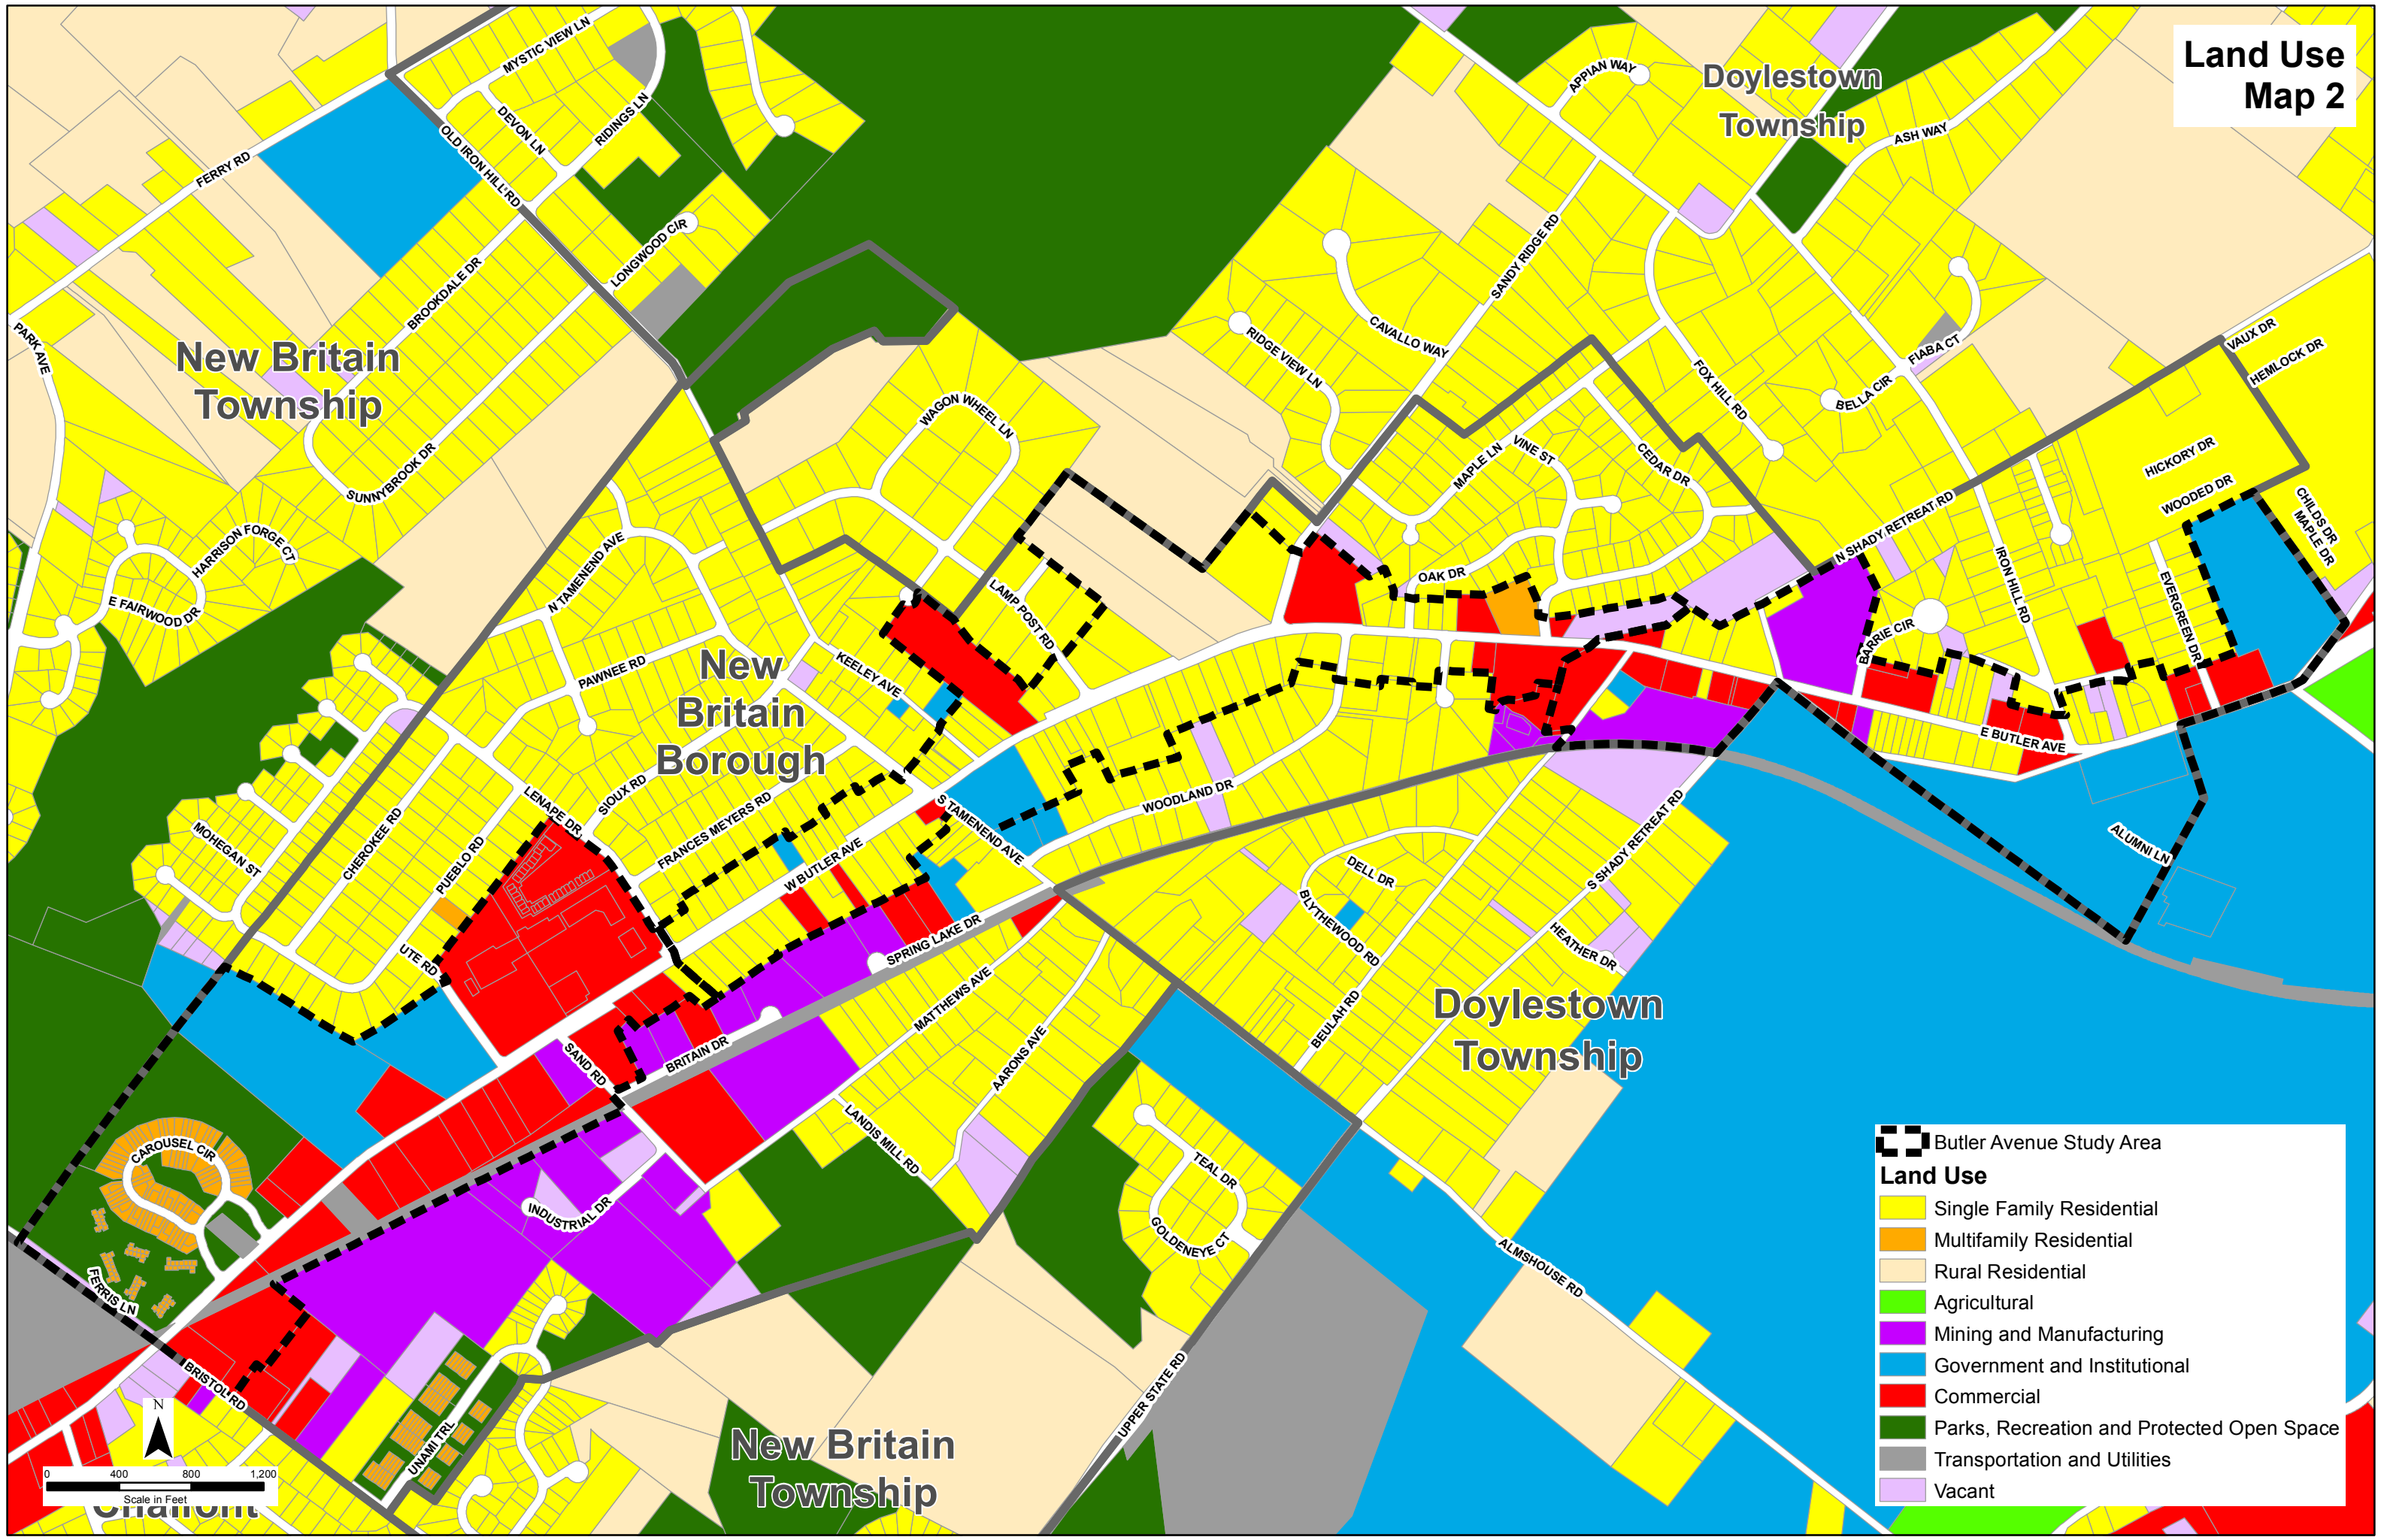 Land Use
Map 2
MYSTIC VIEW LN
DEVON LN
RIDINGS LN
OLD IRON HILL RD
FERRY RD
LONGWOOD CIR
BROOKDALE DR
PARK AVE
New Britain
Township
SUNNYBROOK DR
HARRISON FORGE CT
E FAIRWOOD DR
APPIAN WAY
Doylestown
Township
ASH WAY
SANDY RIDGE RD
CAVALLO WAY
RIDGE VIEW LN
FOX HILL RD
FIABA CT
BELLA CIR
VAUX DR
HEMLOCK DR
HICKORY DR
WOODED DR
CHILDS DR
MAPLE DR
WAGON WHEEL LN
MAPLE LN
VINE ST
CEDAR DR
N SHADY RETREAT RD
IRON HILL RD
EVERGREEN DR
OAK DR
BARRIE CIR
N TAMENEND AVE
LAMP POST RD
PAWNEE RD
KEELEY AVE
New
Britain
Borough
E BUTLER AVE
SIOUX RD
LENAPE DR
FRANCES MEYERS RD
S TAMENEND AVE
WOODLAND DR
MOHEGAN ST
CHEROKEE RD
PUEBLO RD
W BUTLER AVE
DELL DR
S SHADY RETREAT RD
ALUMNI LN
BLYTHEWOOD RD
HEATHER DR
UTE RD
SPRING LAKE DR
MATTHEWS AVE
Doylestown
Township
BEULAH RD
SAND RD
BRITAIN DR
AARONS AVE
LANDIS MILL RD
CAROUSEL CIR
INDUSTRIAL DR
TEAL DR
GOLDENEYE CT
ALMSHOUSE RD
FERRIS LN
BRISTOL RD
UNAMI TRL
UPPER STATE RD
New Britain
Township
N
0 400 800 1,200
Scale in Feet
Chalfont
Butler Avenue Study Area
Land Use
Single Family Residential
Multifamily Residential
Rural Residential
Agricultural
Mining and Manufacturing
Government and Institutional
Commercial
Parks, Recreation and Protected Open Space
Transportation and Utilities
Vacant